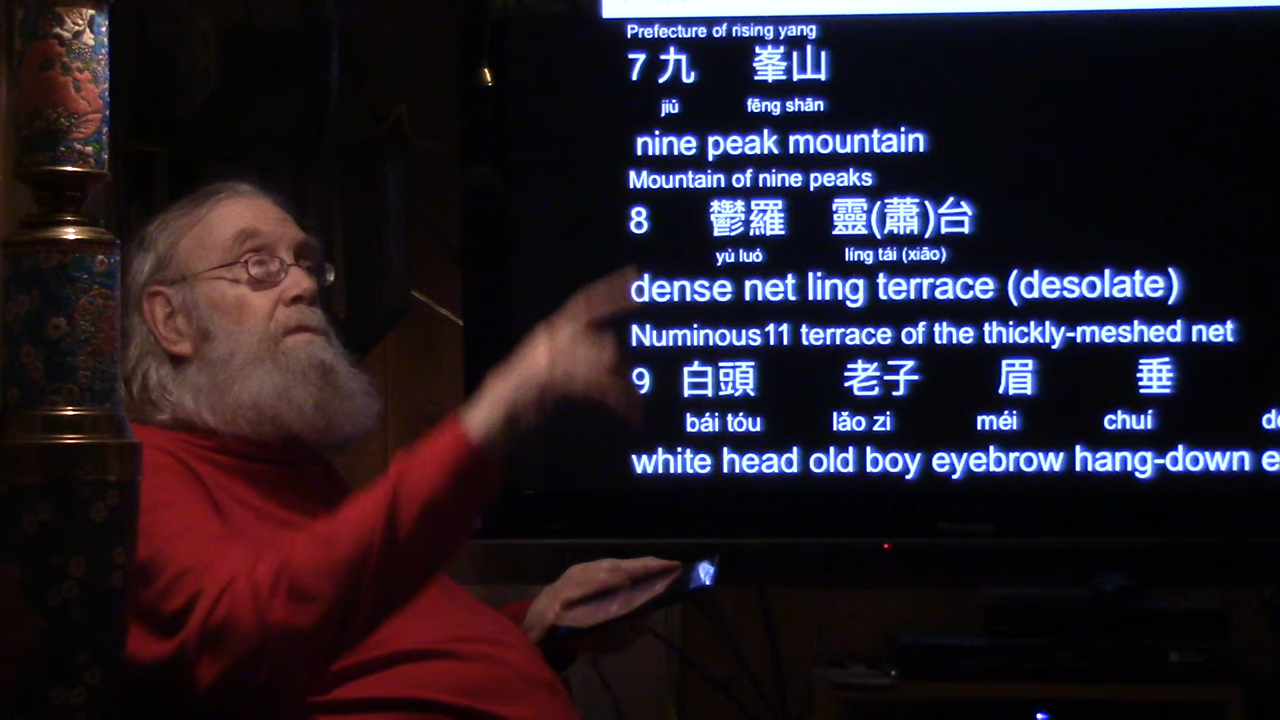 Prefecture of rising yang
7 九 峯山
jiǔ fēng shān
nine peak mountain
Mountain of nine peaks
8 鬱羅 靈(蕭)台
yù luó líng tái (xiāo)
dense net ling terrace (desolate)
Numinous11 terrace of the thickly-meshed net
9 白頭 老子 眉 垂
bái tóu lǎo zi méi chuí
white head old boy eyebrow hang-down